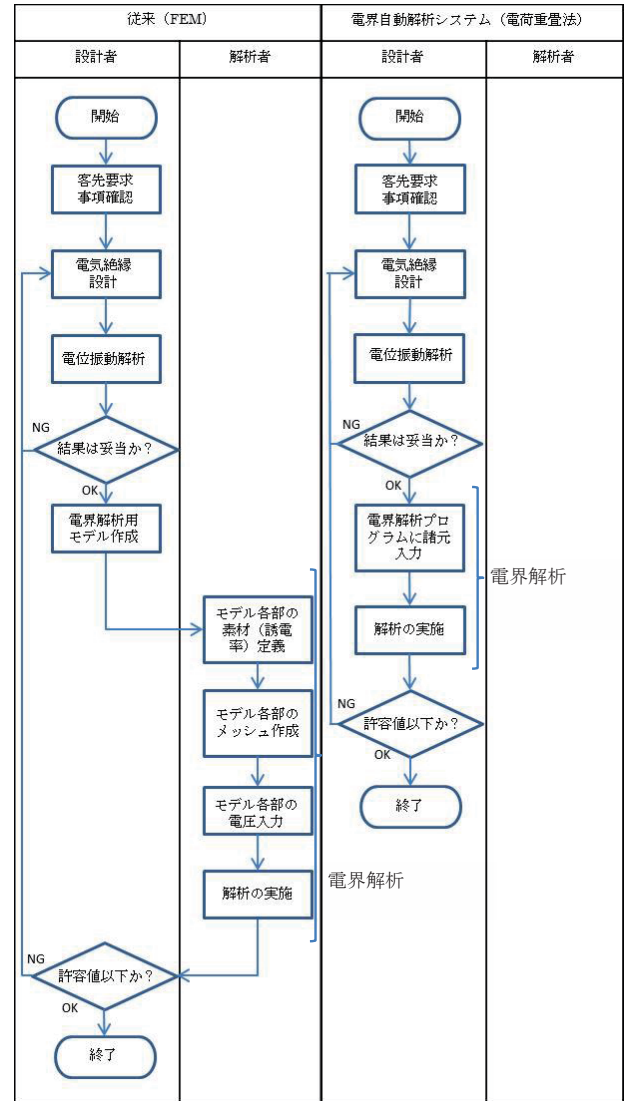 従来（FEM）
電界自動解析システム（電荷重畳法）
設計者
解析者
設計者
解析者
開始
客先要求
事項確認
電気絶縁
設計
電位振動解析
NG
結果は妥当か？
OK
電界解析用
モデル作成
モデル各部の
素材（誘電
率）定義
モデル各部の
メッシュ作成
モデル各部の
電圧入力
解析の実施
電界解析
NG
許容値以下か？
OK
終了
開始
客先要求
事項確認
電気絶縁
設計
電位振動解析
NG
結果は妥当か？
OK
電界解析プロ
グラムに諸元
入力
解析の実施
電界解析
NG
許容値以下か？
OK
終了